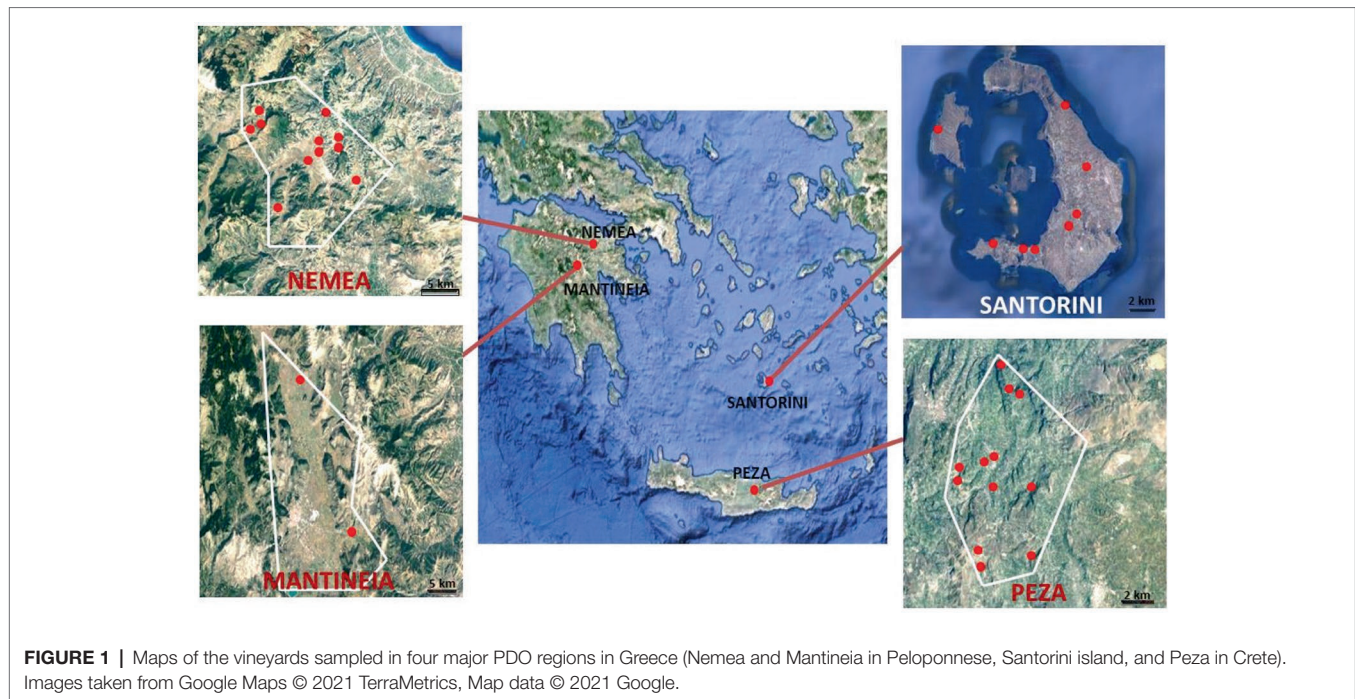 NEMEA
5 km
MANTINEIA
5 km
NEMEA
MANTINEIA
SANTORINI
PEZA
SANTORINI
2 km
PEZA
2 km
FIGURE 1 | Maps of the vineyards sampled in four major PDO regions in Greece (Nemea and Mantineia in Peloponnese, Santorini island, and Peza in Crete).
Images taken from Google Maps © 2021 TerraMetrics, Map data © 2021 Google.